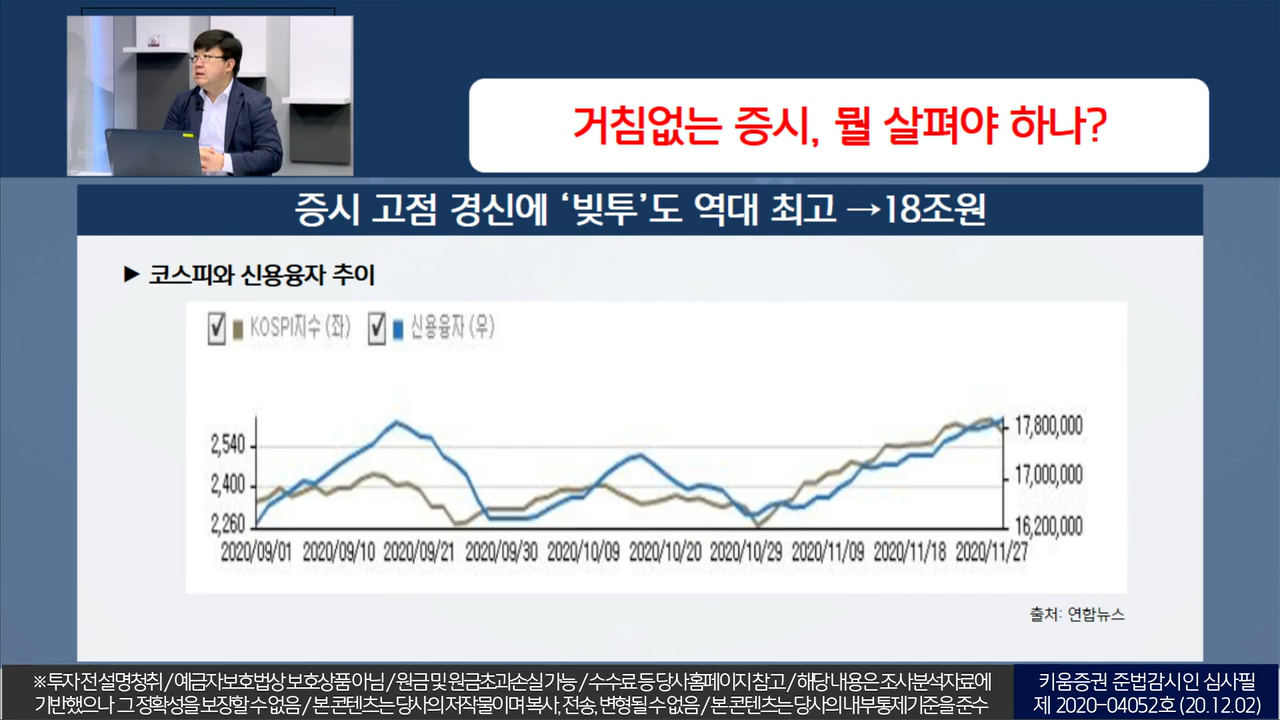 거침없는 증시, 뭘 살펴야 하나?
증시 고점 경신에 ‘빚투’도 역대 최고 →18조원
▶ 코스피와 신용융자 추이
KOSPI지수 (좌) 신용융자 (우)
2,540
2,400
2,260
17,800,000
17,000,000
16,200,000
2020/09/01 2020/09/10 2020/09/21 2020/09/30 2020/10/09 2020/10/20 2020/10/29 2020/11/09 2020/11/18 2020/11/27
출처: 연합뉴스
※ 투자 전 설명청취 / 예금자보호법상 보호상품 아님 / 원금 및 원금초과손실 가능 / 수수료 등 당사홈페이지 참고 / 해당 내용은 조사분석자료에
기반했으나 그 정확성을 보장할 수 없음 / 본 콘텐츠는 당사의 저작물이며 복사, 전송, 변형될 수 없음 / 본 콘텐츠는 당사의 내부통제기준을 준수
키움증권 준법감시인 심사필
제 2020-04052호 (20.12.02)